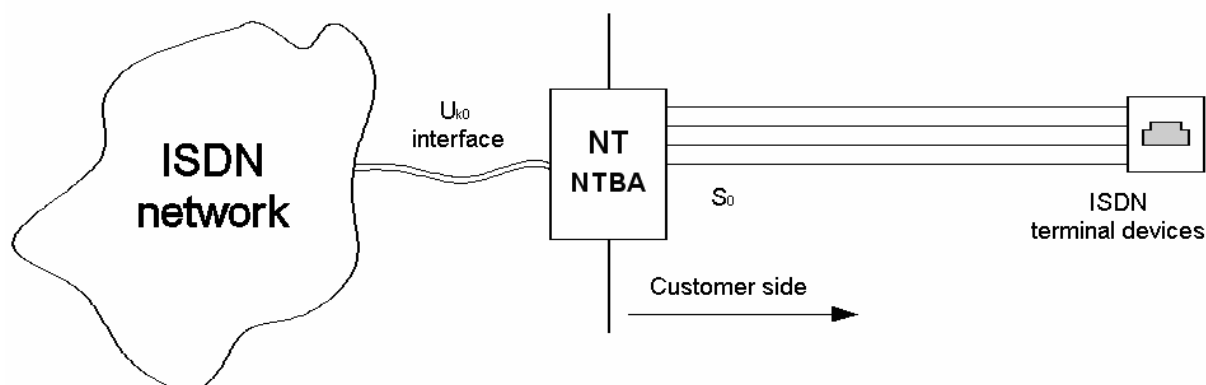 ISDN
network
Uk0
interface
NT
NTBA
S0
ISDN
terminal devices
Customer side